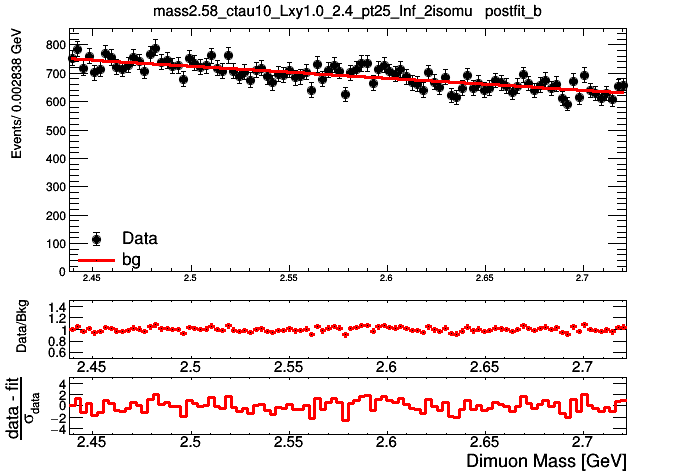 mass2.58_ctau10_Lxy1.0_2.4_pt25_Inf_2isomu postfit_b
Events/ 0.002838 GeV
800
700
600
500
400
300
200
100
0
Data
bg
2.45 2.5 2.55 2.6 2.65 2.7
Data/Bkg
1.4
1.2
1
0.8
0.6
2.45 2.5 2.55 2.6 2.65 2.7
data - fit
σdata
4
2
0
−2
−4
2.45 2.5 2.55 2.6 2.65 2.7
Dimuon Mass [GeV]